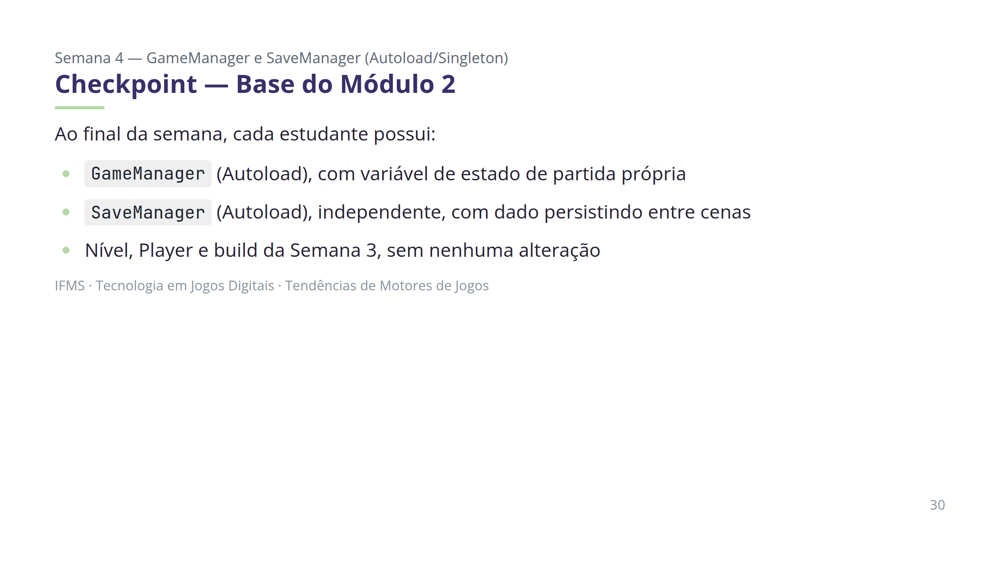 Semana 4 — GameManager e SaveManager (Autoload/Singleton)
Checkpoint — Base do Módulo 2
Ao final da semana, cada estudante possui:
GameManager (Autoload), com variável de estado de partida própria
SaveManager (Autoload), independente, com dado persistindo entre cenas
Nível, Player e build da Semana 3, sem nenhuma alteração
IFMS · Tecnologia em Jogos Digitais · Tendências de Motores de Jogos
30